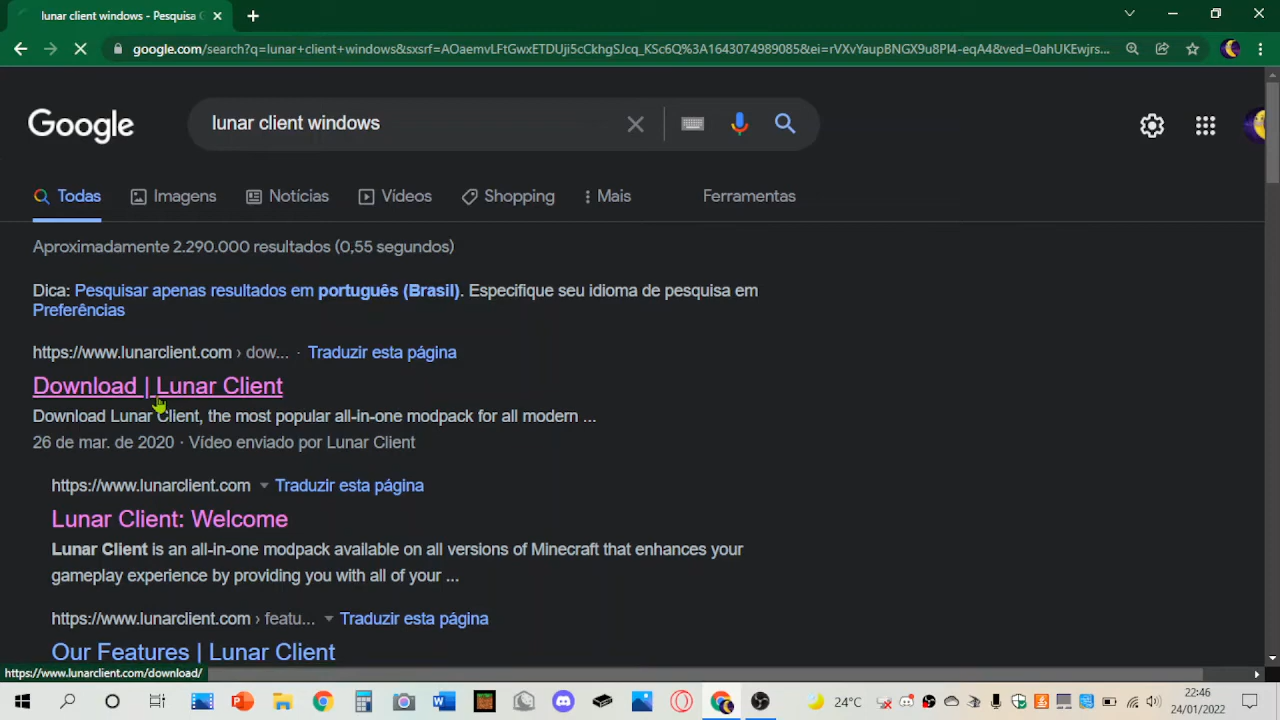 lunar client windows - Pesquisa G
google.com/search?q=lunar+client+windows&sxsrf=AOaemvLFtGwxETDUji5cCkhgSJcq_KSc6Q%3A1643074989085&ei=rVXvYaupBNGX9u8PI4-eqA4&ved=0ahUKEwjrs...
Google
lunar client windows
Todas
Imagens
Notícias
Vídeos
Shopping
Mais
Ferramentas
Aproximadamente 2.290.000 resultados (0,55 segundos)
Dica: Pesquisar apenas resultados em português (Brasil). Especifique seu idioma de pesquisa em
Preferências
https://www.lunarclient.com › dow... · Traduzir esta página
Download | Lunar Client
Download Lunar Client, the most popular all-in-one modpack for all modern ...
26 de mar. de 2020 · Vídeo enviado por Lunar Client
https://www.lunarclient.com Traduzir esta página
Lunar Client: Welcome
Lunar Client is an all-in-one modpack available on all versions of Minecraft that enhances your
gameplay experience by providing you with all of your ...
https://www.lunarclient.com › featu... Traduzir esta página
Our Features | Lunar Client
https://www.lunarclient.com/download/
24°C
22:46
24/01/2022